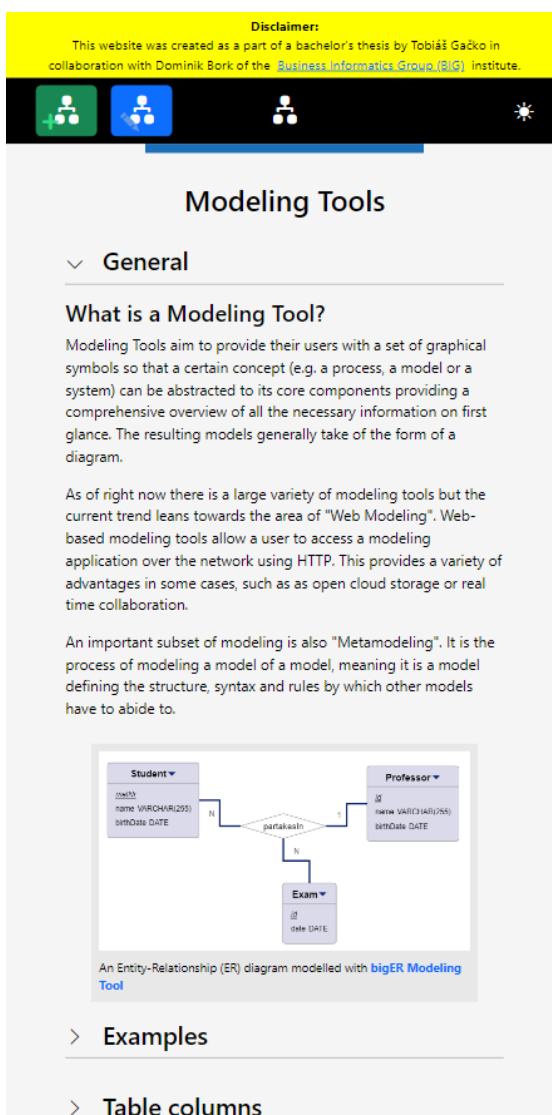 Disclaimer:
This website was created as a part of a bachelor's thesis by Tobiáš Gačko in
collaboration with Dominik Bork of the Business Informatics Group (BIG) institute.
Modeling Tools
General
What is a Modeling Tool?
Modeling Tools aim to provide their users with a set of graphical
symbols so that a certain concept (e.g. a process, a model or a
system) can be abstracted to its core components providing a
comprehensive overview of all the necessary information on first
glance. The resulting models generally take of the form of a
diagram.
As of right now there is a large variety of modeling tools but the
current trend leans towards the area of "Web Modeling". Web-
based modeling tools allow a user to access a modeling
application over the network using HTTP. This provides a variety of
advantages in some cases, such as as open cloud storage or real
time collaboration.
An important subset of modeling is also "Metamodeling". It is the
process of modeling a model of a model, meaning it is a model
defining the structure, syntax and rules by which other models
have to abide to.
Student
name VARCHAR(255)
birthDate DATE
N
partakesIn
1
Professor
id
name VARCHAR(255)
birthDate DATE
N
Exam
id
date DATE
An Entity-Relationship (ER) diagram modelled with bigER Modeling
Tool
Examples
Table columns